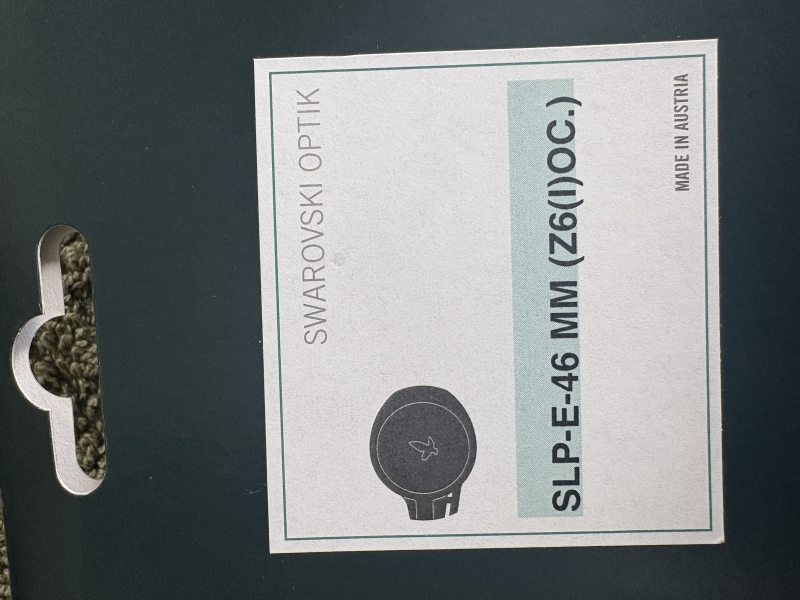 SWAROVSKI OPTIK
SLP-E-46 MM (Z6(I)OC.)
MADE IN AUSTRIA